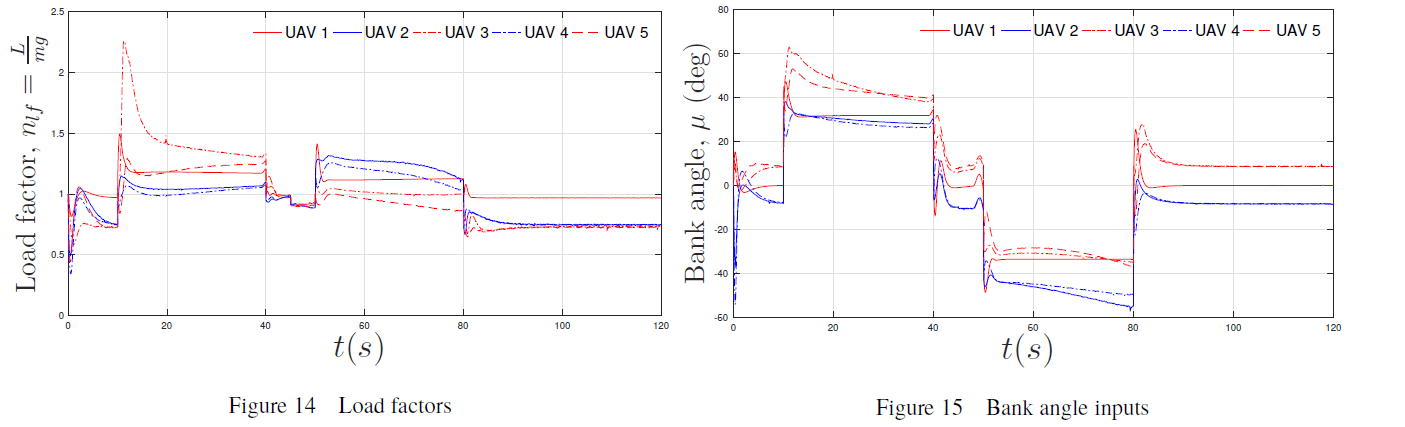 Load factor, n_{lf} = \frac{L}{mg}
2.5
2
1.5
1
0.5
0
UAV 1 UAV 2 UAV 3 UAV 4 UAV 5
0 20 40 60 80 100 120
t(s)
Figure 14 Load factors
Bank angle, μ (deg)
80
60
40
20
0
-20
-40
-60
UAV 1 UAV 2 UAV 3 UAV 4 UAV 5
0 20 40 60 80 100 120
t(s)
Figure 15 Bank angle inputs